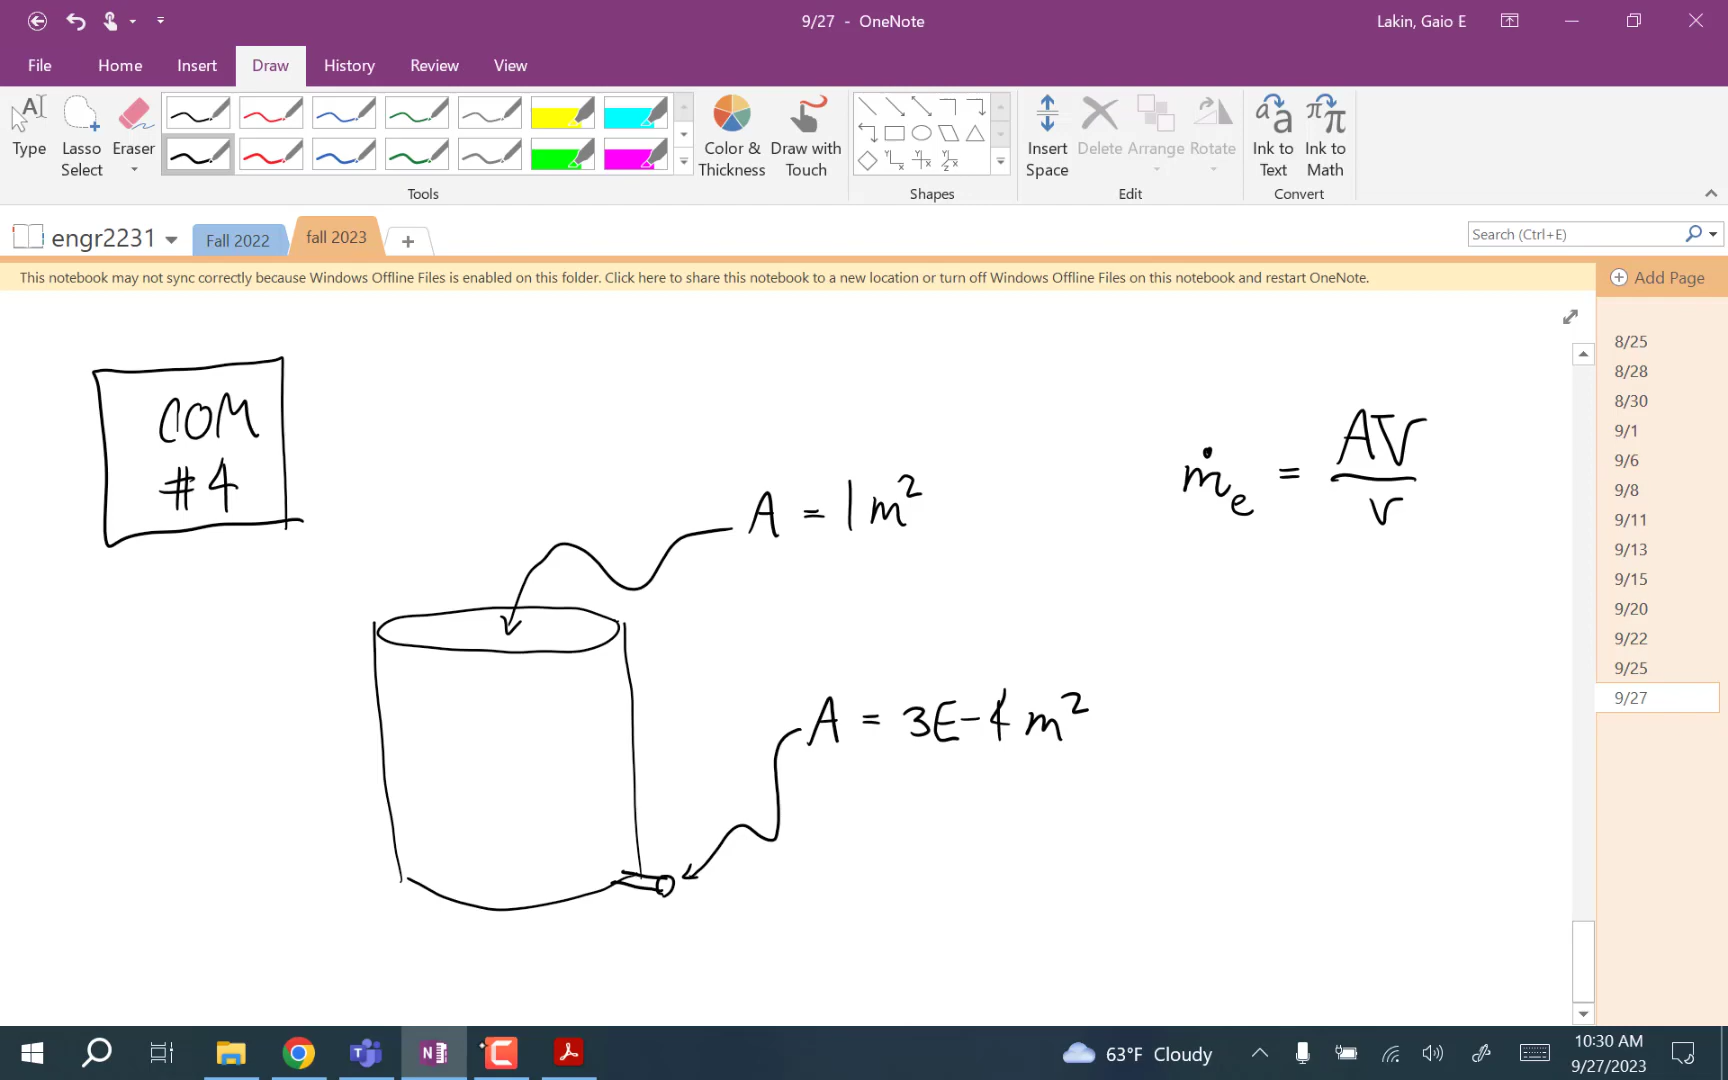 9/27 - OneNote
Lakin, Gaio E
File Home Insert Draw History Review View
Type
Lasso Select
Eraser
Color & Thickness
Draw with Touch
Insert Space
Delete
Arrange
Rotate
Ink to Text
Ink to Math
Tools
Shapes
Edit
Convert
engr2231
Fall 2022
fall 2023
Search (Ctrl+E)
This notebook may not sync correctly because Windows Offline Files is enabled on this folder. Click here to share this notebook to a new location or turn off Windows Offline Files on this notebook and restart OneNote.
Add Page
8/25
8/28
8/30
9/1
9/6
9/8
9/11
9/13
9/15
9/20
9/22
9/25
9/27
COM
#4
A = 1 m²
ṁe = AV/v
A = 3E-4 m²
63°F Cloudy
10:30 AM
9/27/2023